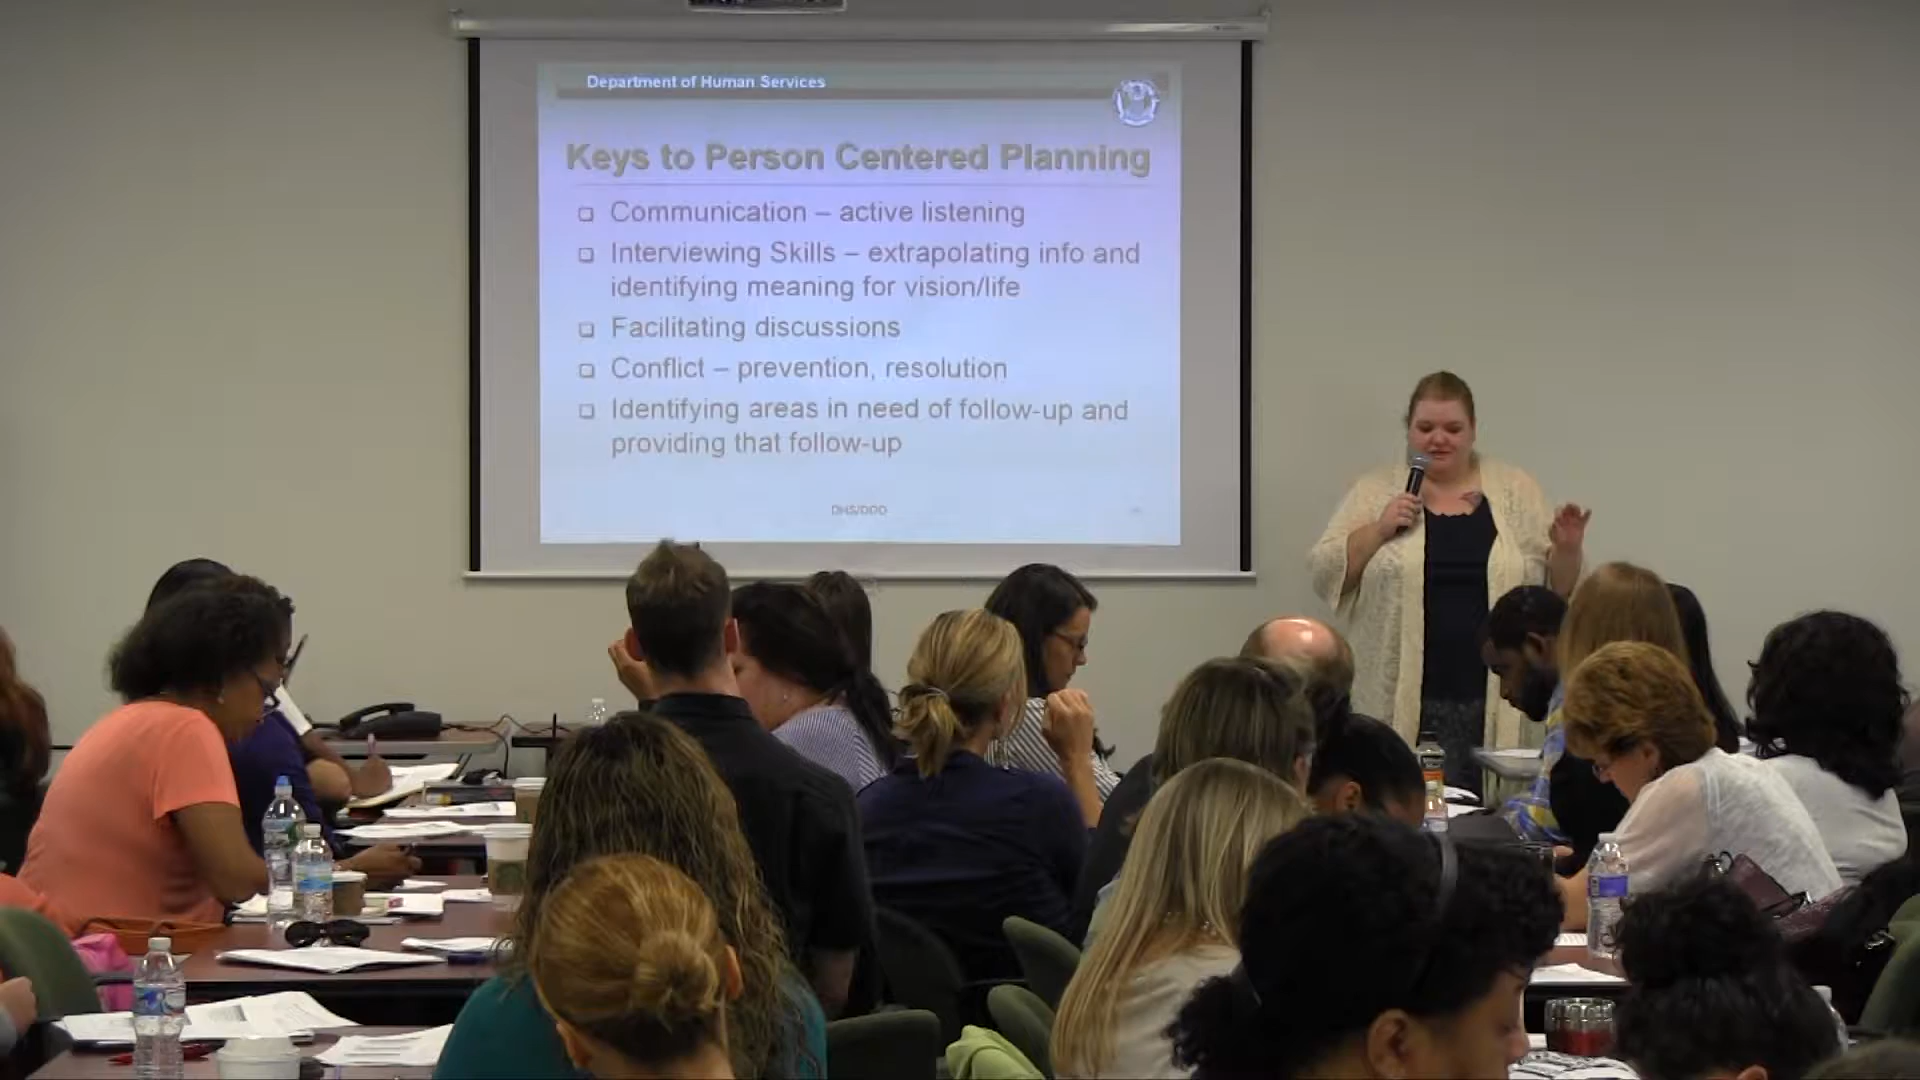 Department of Human Services
Keys to Person Centered Planning
Communication – active listening
Interviewing Skills – extrapolating info and
identifying meaning for vision/life
Facilitating discussions
Conflict – prevention, resolution
Identifying areas in need of follow-up and
providing that follow-up
DHS/DDD